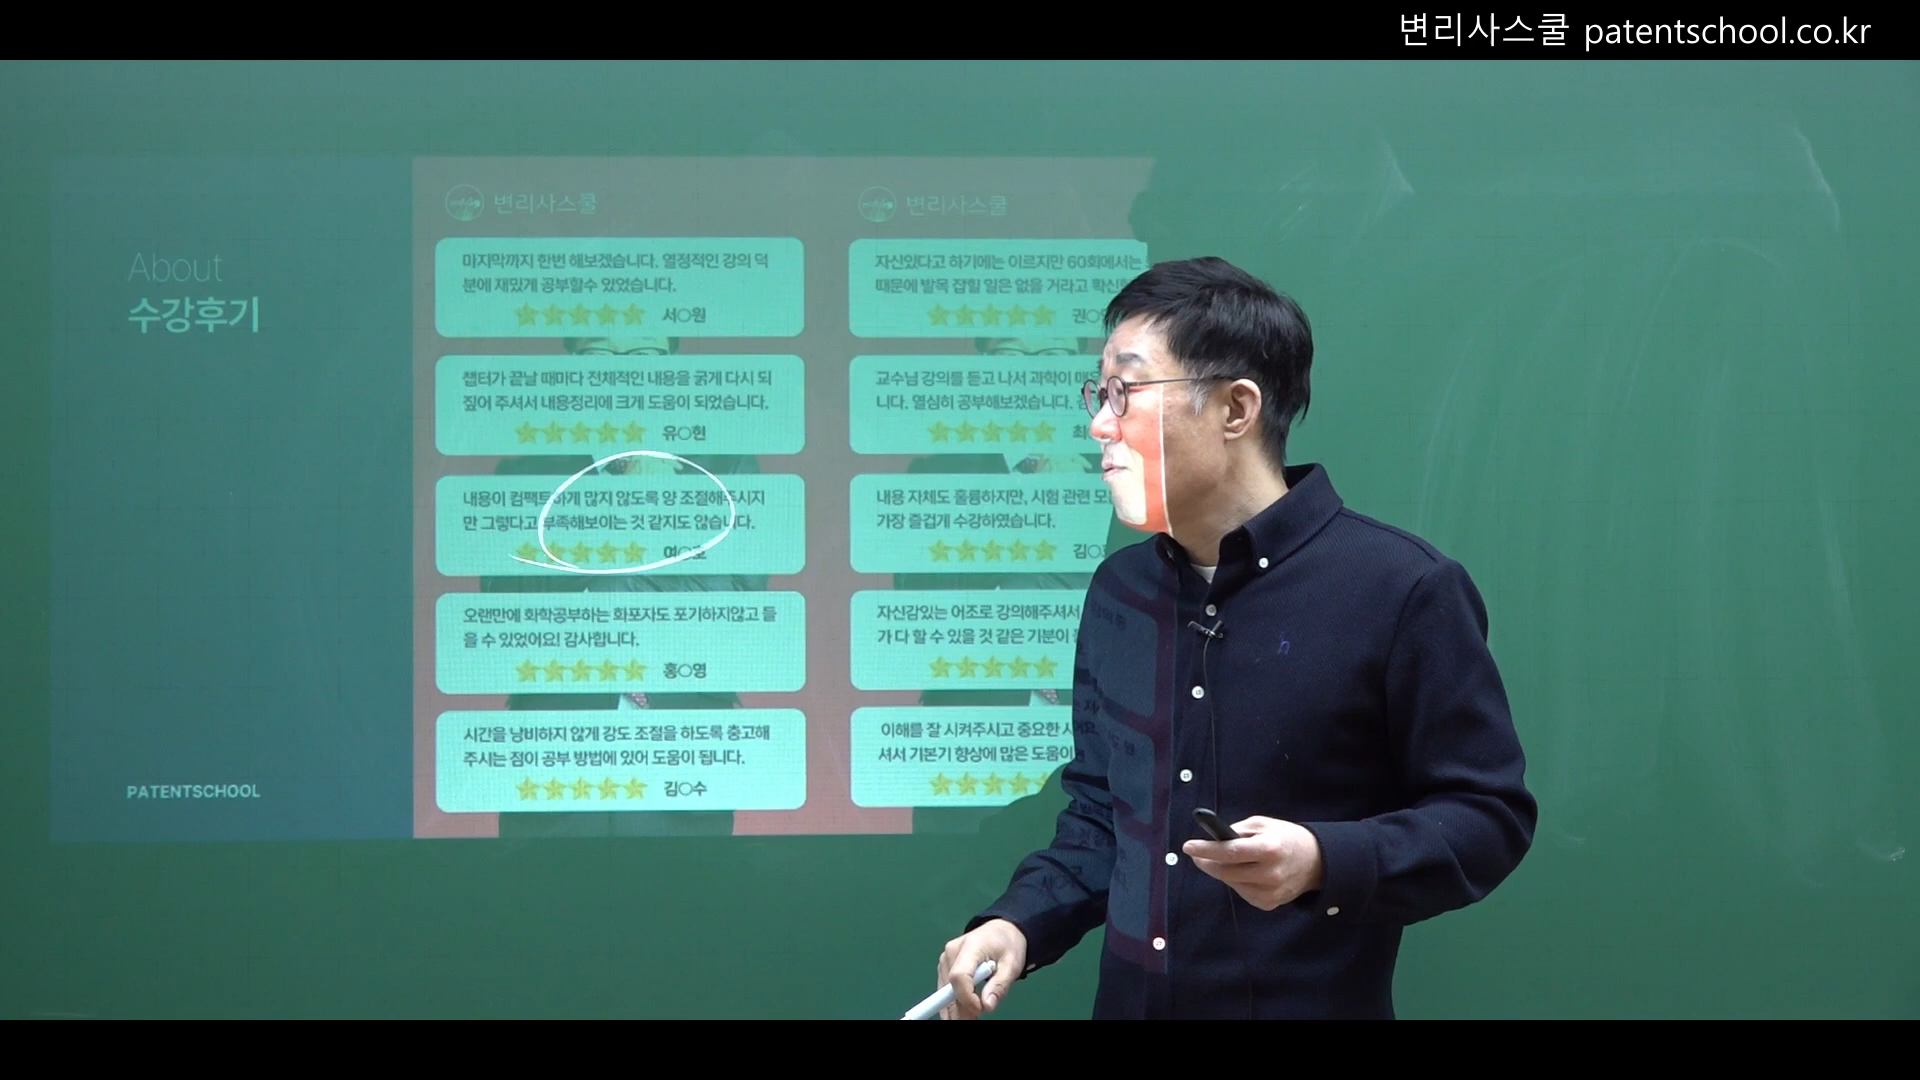 변리사스쿨 patentschool.co.kr
About
수강후기
PATENTSCHOOL
변리사스쿨
마지막까지 한번 해보겠습니다. 열정적인 강의 덕
분에 재밌게 공부할수 있었습니다.
서○원
챕터가 끝날 때마다 전체적인 내용을 굵게 다시 되
짚어 주셔서 내용정리에 크게 도움이 되었습니다.
유○현
내용이 컴팩트하게 많지 않도록 양 조절해주시지
만 그렇다고 부족해보이는 것 같지도 않습니다.
여○호
오랜만에 화학공부하는 화포자도 포기하지않고 들
을 수 있었어요! 감사합니다.
홍○영
시간을 낭비하지 않게 강도 조절을 하도록 충고해
주시는 점이 공부 방법에 있어 도움이 됩니다.
김○수
변리사스쿨
자신있다고 하기에는 이르지만 60회에서는
때문에 발목 잡힐 일은 없을 거라고
권○
교수님 강의를 듣고 나서 과학이
니다. 열심히 공부해보겠습니다.
최
내용 자체도 훌륭하지만, 시험 관련
가장 즐겁게 수강하였습니다.
김○
자신감있는 어조로 강의해주셔서
가 다 할 수 있을 것 같은 기분이
이해를 잘 시켜주시고 중요한
셔서 기본기 향상에 많은